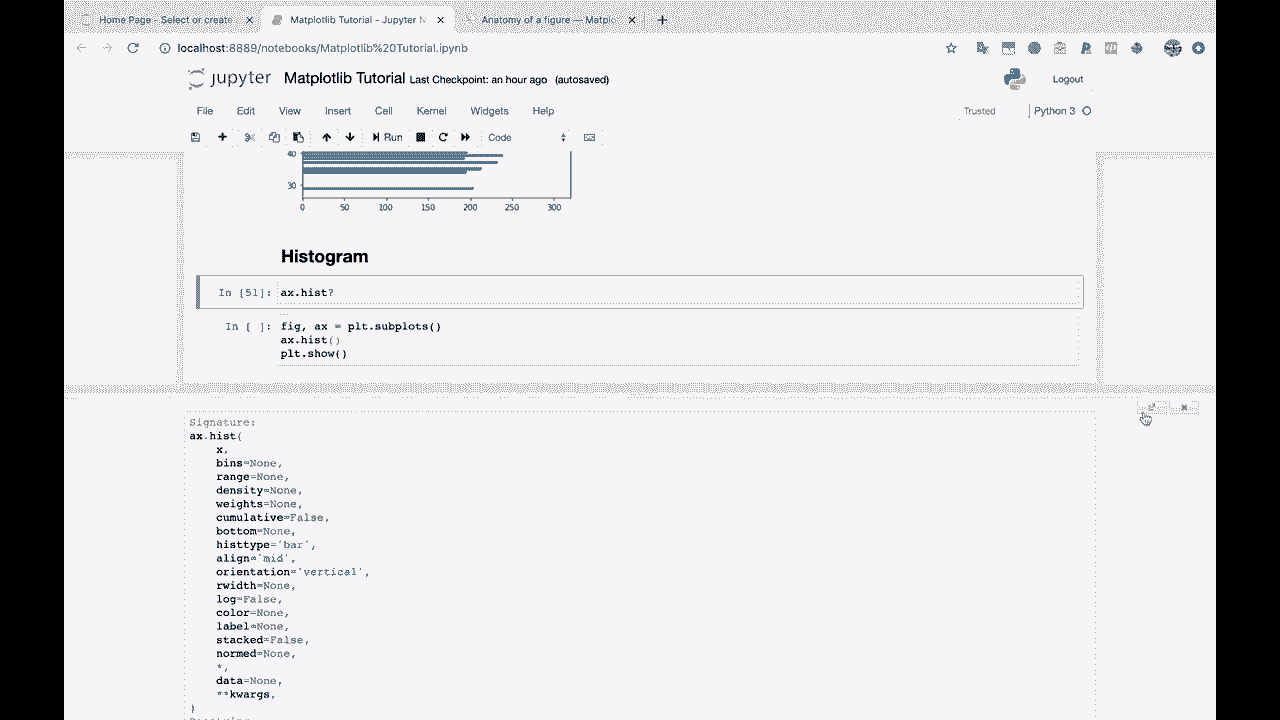 Home Page - Select or create
Matplotlib Tutorial - Jupyter N
Anatomy of a figure — Matplo
localhost:8889/notebooks/Matplotlib%20Tutorial.ipynb
jupyter Matplotlib Tutorial Last Checkpoint: an hour ago (autosaved)
Logout
File Edit View Insert Cell Kernel Widgets Help
Trusted Python 3
Run Code
40
30
0 50 100 150 200 250 300
Histogram
In [51]: ax.hist?
In [ ]: fig, ax = plt.subplots()
ax.hist()
plt.show()
Signature:
ax.hist(
x,
bins=None,
range=None,
density=None,
weights=None,
cumulative=False,
bottom=None,
histtype='bar',
align='mid',
orientation='vertical',
rwidth=None,
log=False,
color=None,
label=None,
stacked=False,
normed=None,
*,
data=None,
**kwargs,
)